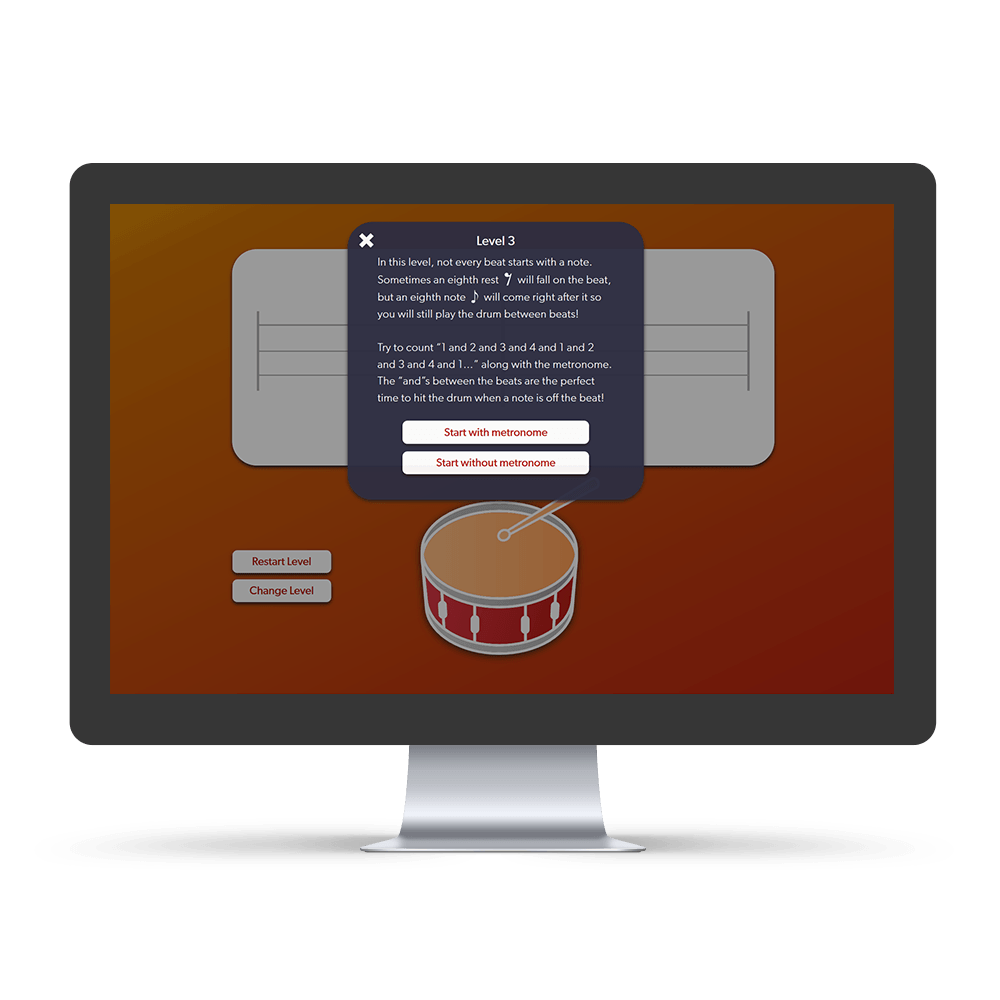 Level 3
In this level, not every beat starts with a note.
Sometimes an eighth rest will fall on the beat,
but an eighth note ♪ will come right after it so
you will still play the drum between beats!
Try to count “1 and 2 and 3 and 4 and 1 and 2
and 3 and 4 and 1...” along with the metronome.
The “and”s between the beats are the perfect
time to hit the drum when a note is off the beat!
Start with metronome
Start without metronome
Restart Level
Change Level